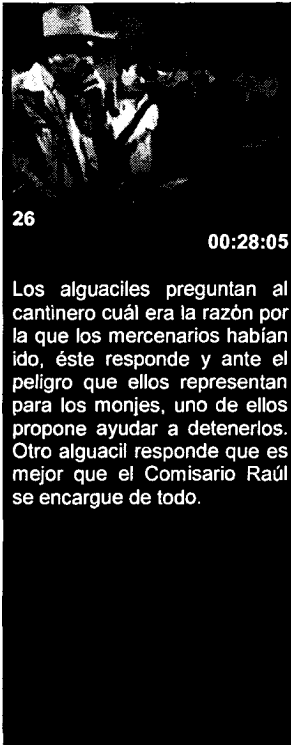 26
00:28:05
Los alguaciles preguntan al
cantinero cuál era la razón por
la que los mercenarios habían
ido, éste responde y ante el
peligro que ellos representan
para los monjes, uno de ellos
propone ayudar a detenerlos.
Otro alguacil responde que es
mejor que el Comisario Raúl
se encargue de todo.